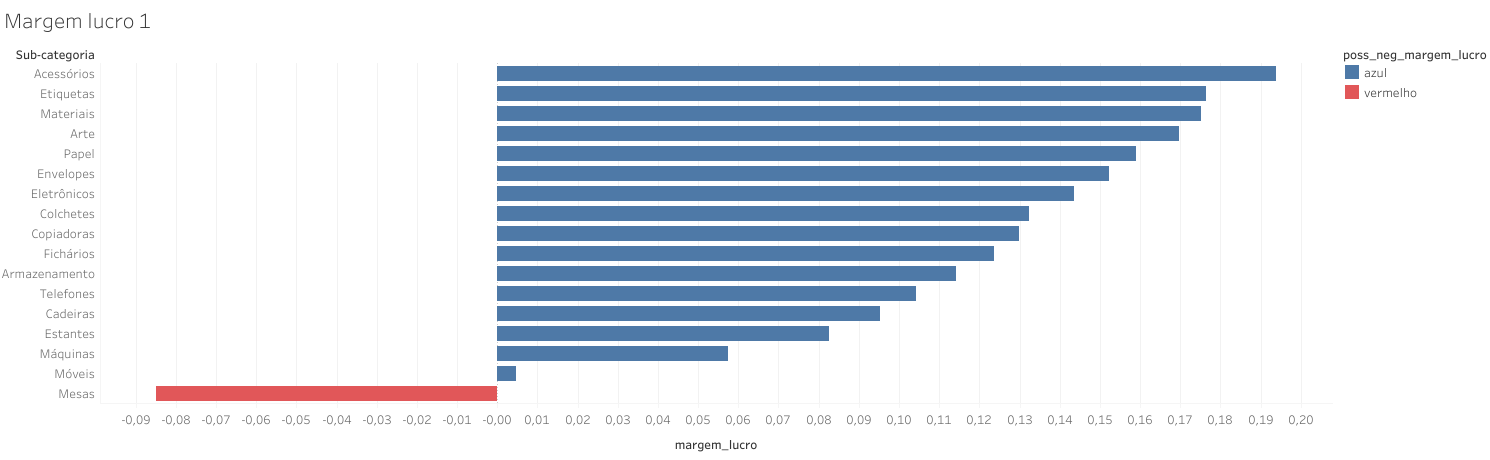 Margem lucro 1
Sub-categoria
poss_neg_margem_lucro
azul
vermelho
Acessórios
Etiquetas
Materiais
Arte
Papel
Envelopes
Eletrônicos
Colchetes
Copiadoras
Fichários
Armazenamento
Telefones
Cadeiras
Estantes
Máquinas
Móveis
Mesas
-0,09 -0,08 -0,07 -0,06 -0,05 -0,04 -0,03 -0,02 -0,01 -0,00 0,01 0,02 0,03 0,04 0,05 0,06 0,07 0,08 0,09 0,10 0,11 0,12 0,13 0,14 0,15 0,16 0,17 0,18 0,19 0,20
margem_lucro